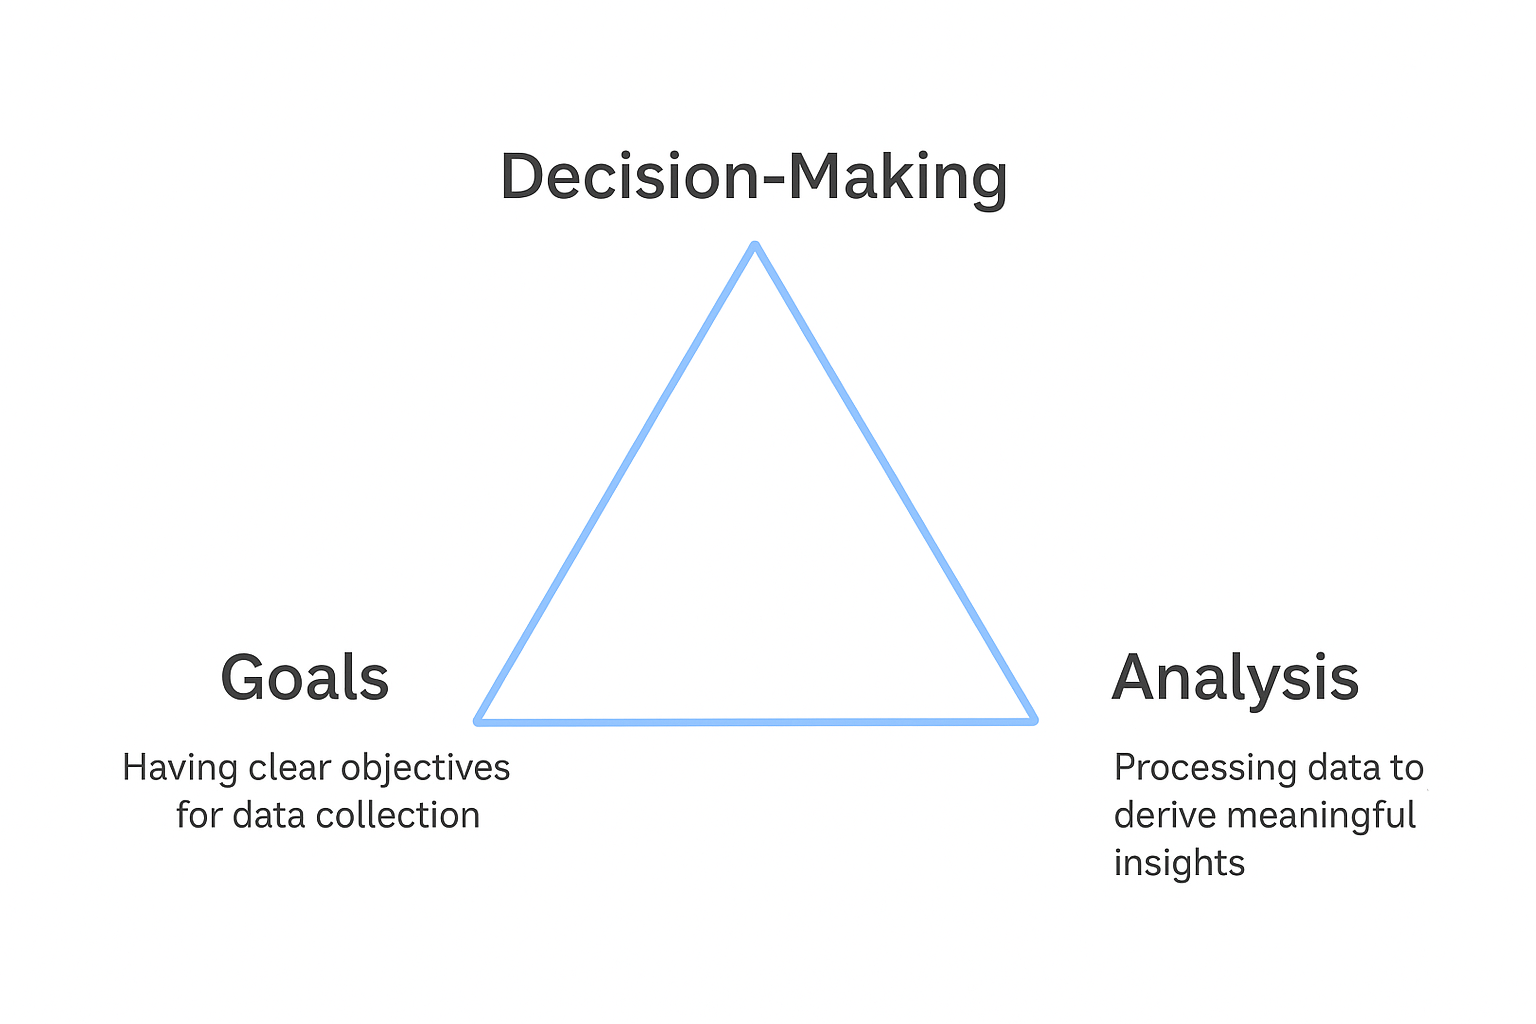 Decision-Making
Goals
Having clear objectives
for data collection
Analysis
Processing data to
derive meaningful
insights